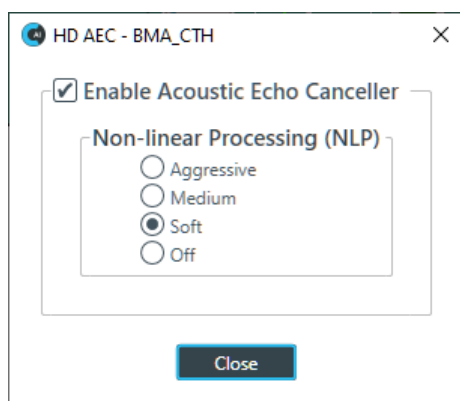 HD AEC - BMA_CTH
Enable Acoustic Echo Canceller
Non-linear Processing (NLP)
Aggressive
Medium
Soft
Off
Close